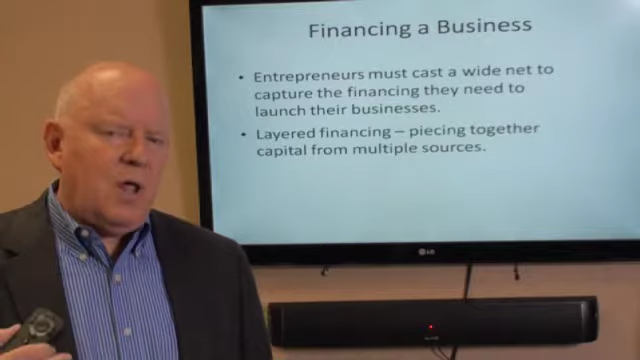 Financing a Business
• Entrepreneurs must cast a wide net to
capture the financing they need to
launch their businesses.
• Layered financing – piecing together
capital from multiple sources.
LG